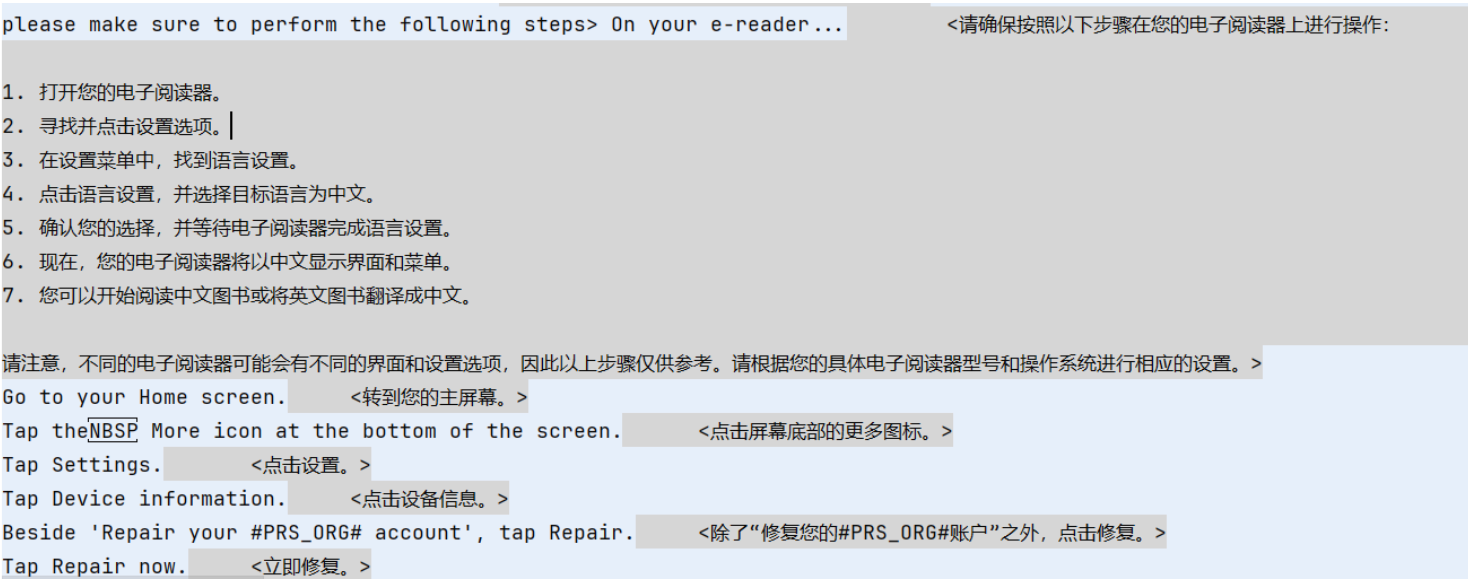 please make sure to perform the following steps> On your e-reader... <请确保按照以下步骤在您的电子阅读器上进行操作：
1. 打开您的电子阅读器。
2. 寻找并点击设置选项。
3. 在设置菜单中，找到语言设置。
4. 点击语言设置，并选择目标语言为中文。
5. 确认您的选择，并等待电子阅读器完成语言设置。
6. 现在，您的电子阅读器将以中文显示界面和菜单。
7. 您可以开始阅读中文图书或将英文图书翻译成中文。
请注意，不同的电子阅读器可能会有不同的界面和设置选项，因此以上步骤仅供参考。请根据您的具体电子阅读器型号和操作系统进行相应的设置。>
Go to your Home screen. <转到您的主屏幕。>
Tap theNBSP More icon at the bottom of the screen. <点击屏幕底部的更多图标。>
Tap Settings. <点击设置。>
Tap Device information. <点击设备信息。>
Beside 'Repair your #PRS_ORG# account', tap Repair. <除了“修复您的#PRS_ORG#账户”之外，点击修复。>
Tap Repair now. <立即修复。>